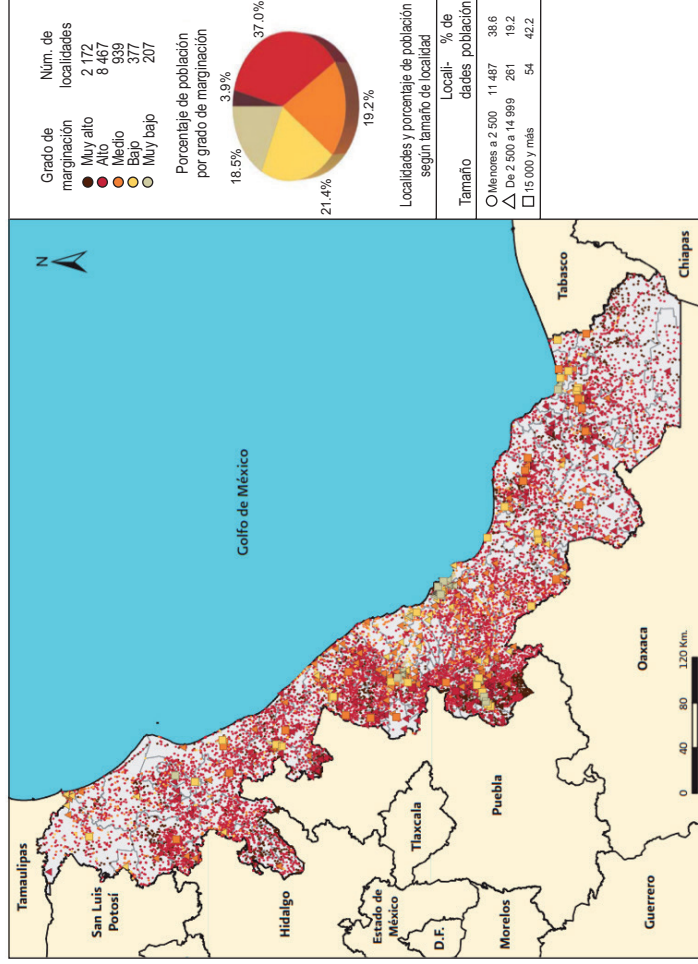 Grado de marginación
Núm. de localidades
Muy alto 2 172
Alto 8 467
Medio 939
Bajo 377
Muy bajo 207
Porcentaje de población
por grado de marginación
3.9%
37.0%
19.2%
21.4%
18.5%
Localidades y porcentaje de población
según tamaño de localidad
Tamaño
Locali-
dades
% de
población
Menores a 2 500 11 487 38.6
De 2 500 a 14 999 261 19.2
15 000 y más 54 42.2
N
Golfo de México
Tamaulipas
San Luis
Potosí
Hidalgo
Estado de
México
D.F.
Tlaxcala
Morelos
Puebla
Guerrero
Oaxaca
Tabasco
Chiapas
0 40 80 120 Km.